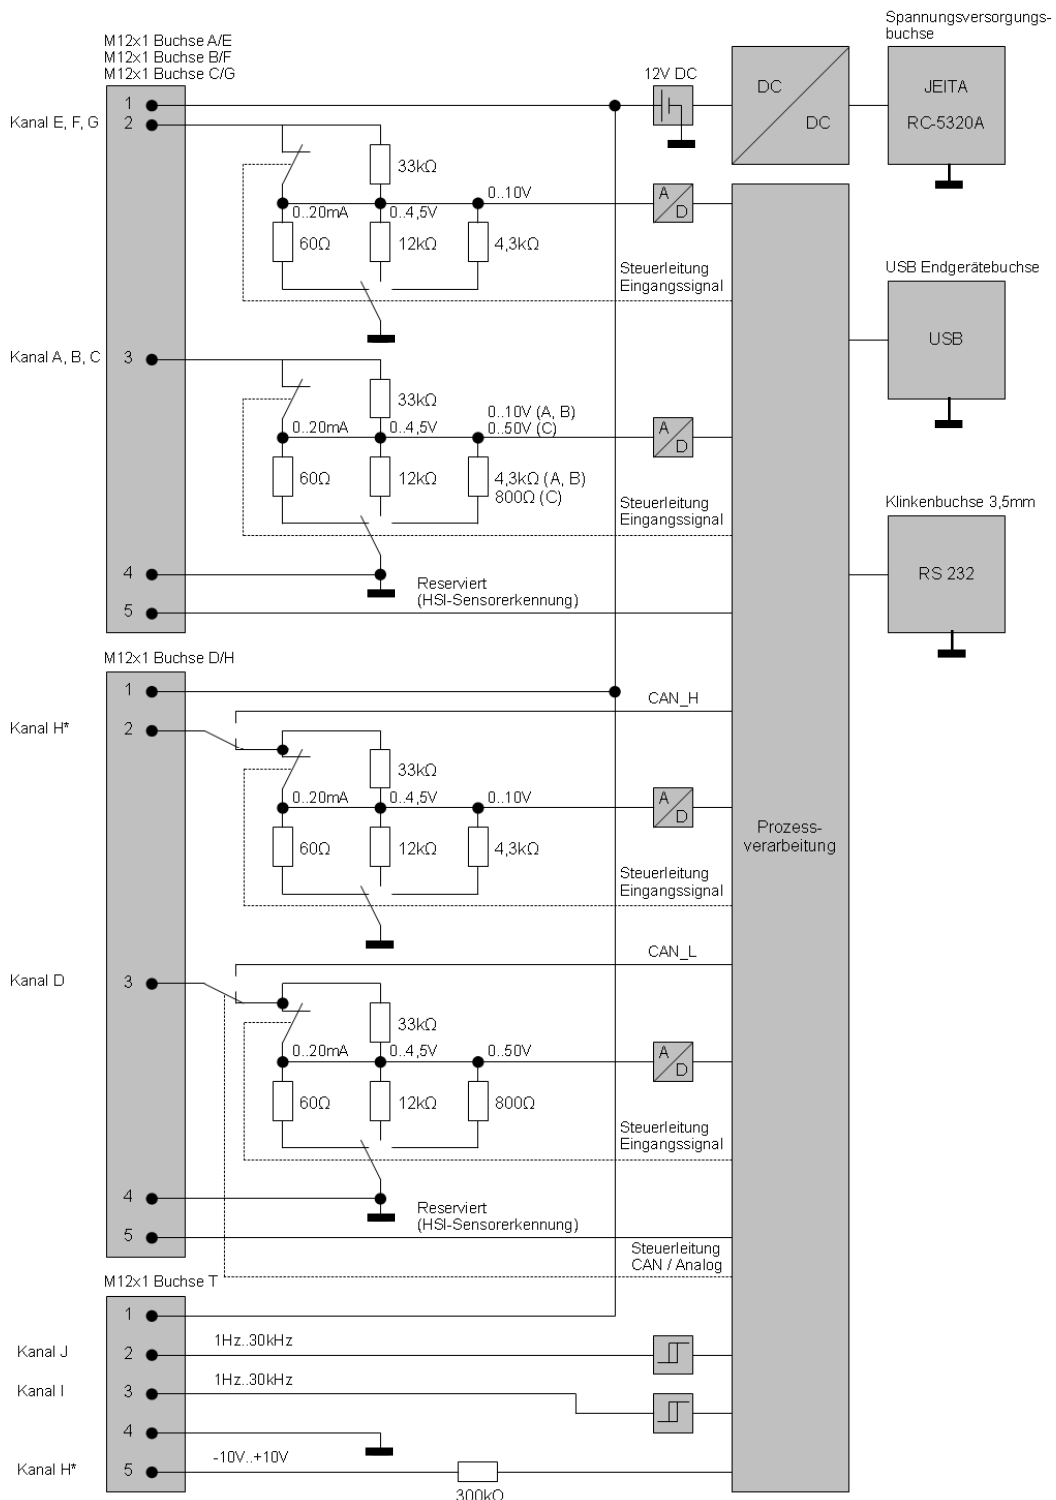 Spannungsversorgungs-
buchse
M12x1 Buchse A/E
M12x1 Buchse B/F
M12x1 Buchse C/G
12V DC
DC
DC
JEITA
RC-5320A
1
Kanal E, F, G
2
33kΩ
0..20mA
0..4,5V
0..10V
A
D
60Ω
12kΩ
4,3kΩ
Steuerleitung
Eingangssignal
USB Endgerätebuchse
USB
Kanal A, B, C
3
33kΩ
0..20mA
0..4,5V
0..10V (A, B)
0..50V (C)
A
D
60Ω
12kΩ
4,3kΩ (A, B)
800Ω (C)
Steuerleitung
Eingangssignal
Klinkenbuchse 3,5mm
RS 232
4
Reserviert
(HSI-Sensorerkennung)
5
M12x1 Buchse D/H
1
CAN_H
Kanal H*
2
33kΩ
0..20mA
0..4,5V
0..10V
A
D
60Ω
12kΩ
4,3kΩ
Prozess-
verarbeitung
Steuerleitung
Eingangssignal
CAN_L
Kanal D
3
33kΩ
0..20mA
0..4,5V
0..50V
A
D
60Ω
12kΩ
800Ω
Steuerleitung
Eingangssignal
4
Reserviert
(HSI-Sensorerkennung)
5
Steuerleitung
CAN / Analog
M12x1 Buchse T
1
Kanal J
2
1Hz..30kHz
Kanal I
3
1Hz..30kHz
4
Kanal H*
5
-10V..+10V
300kΩ